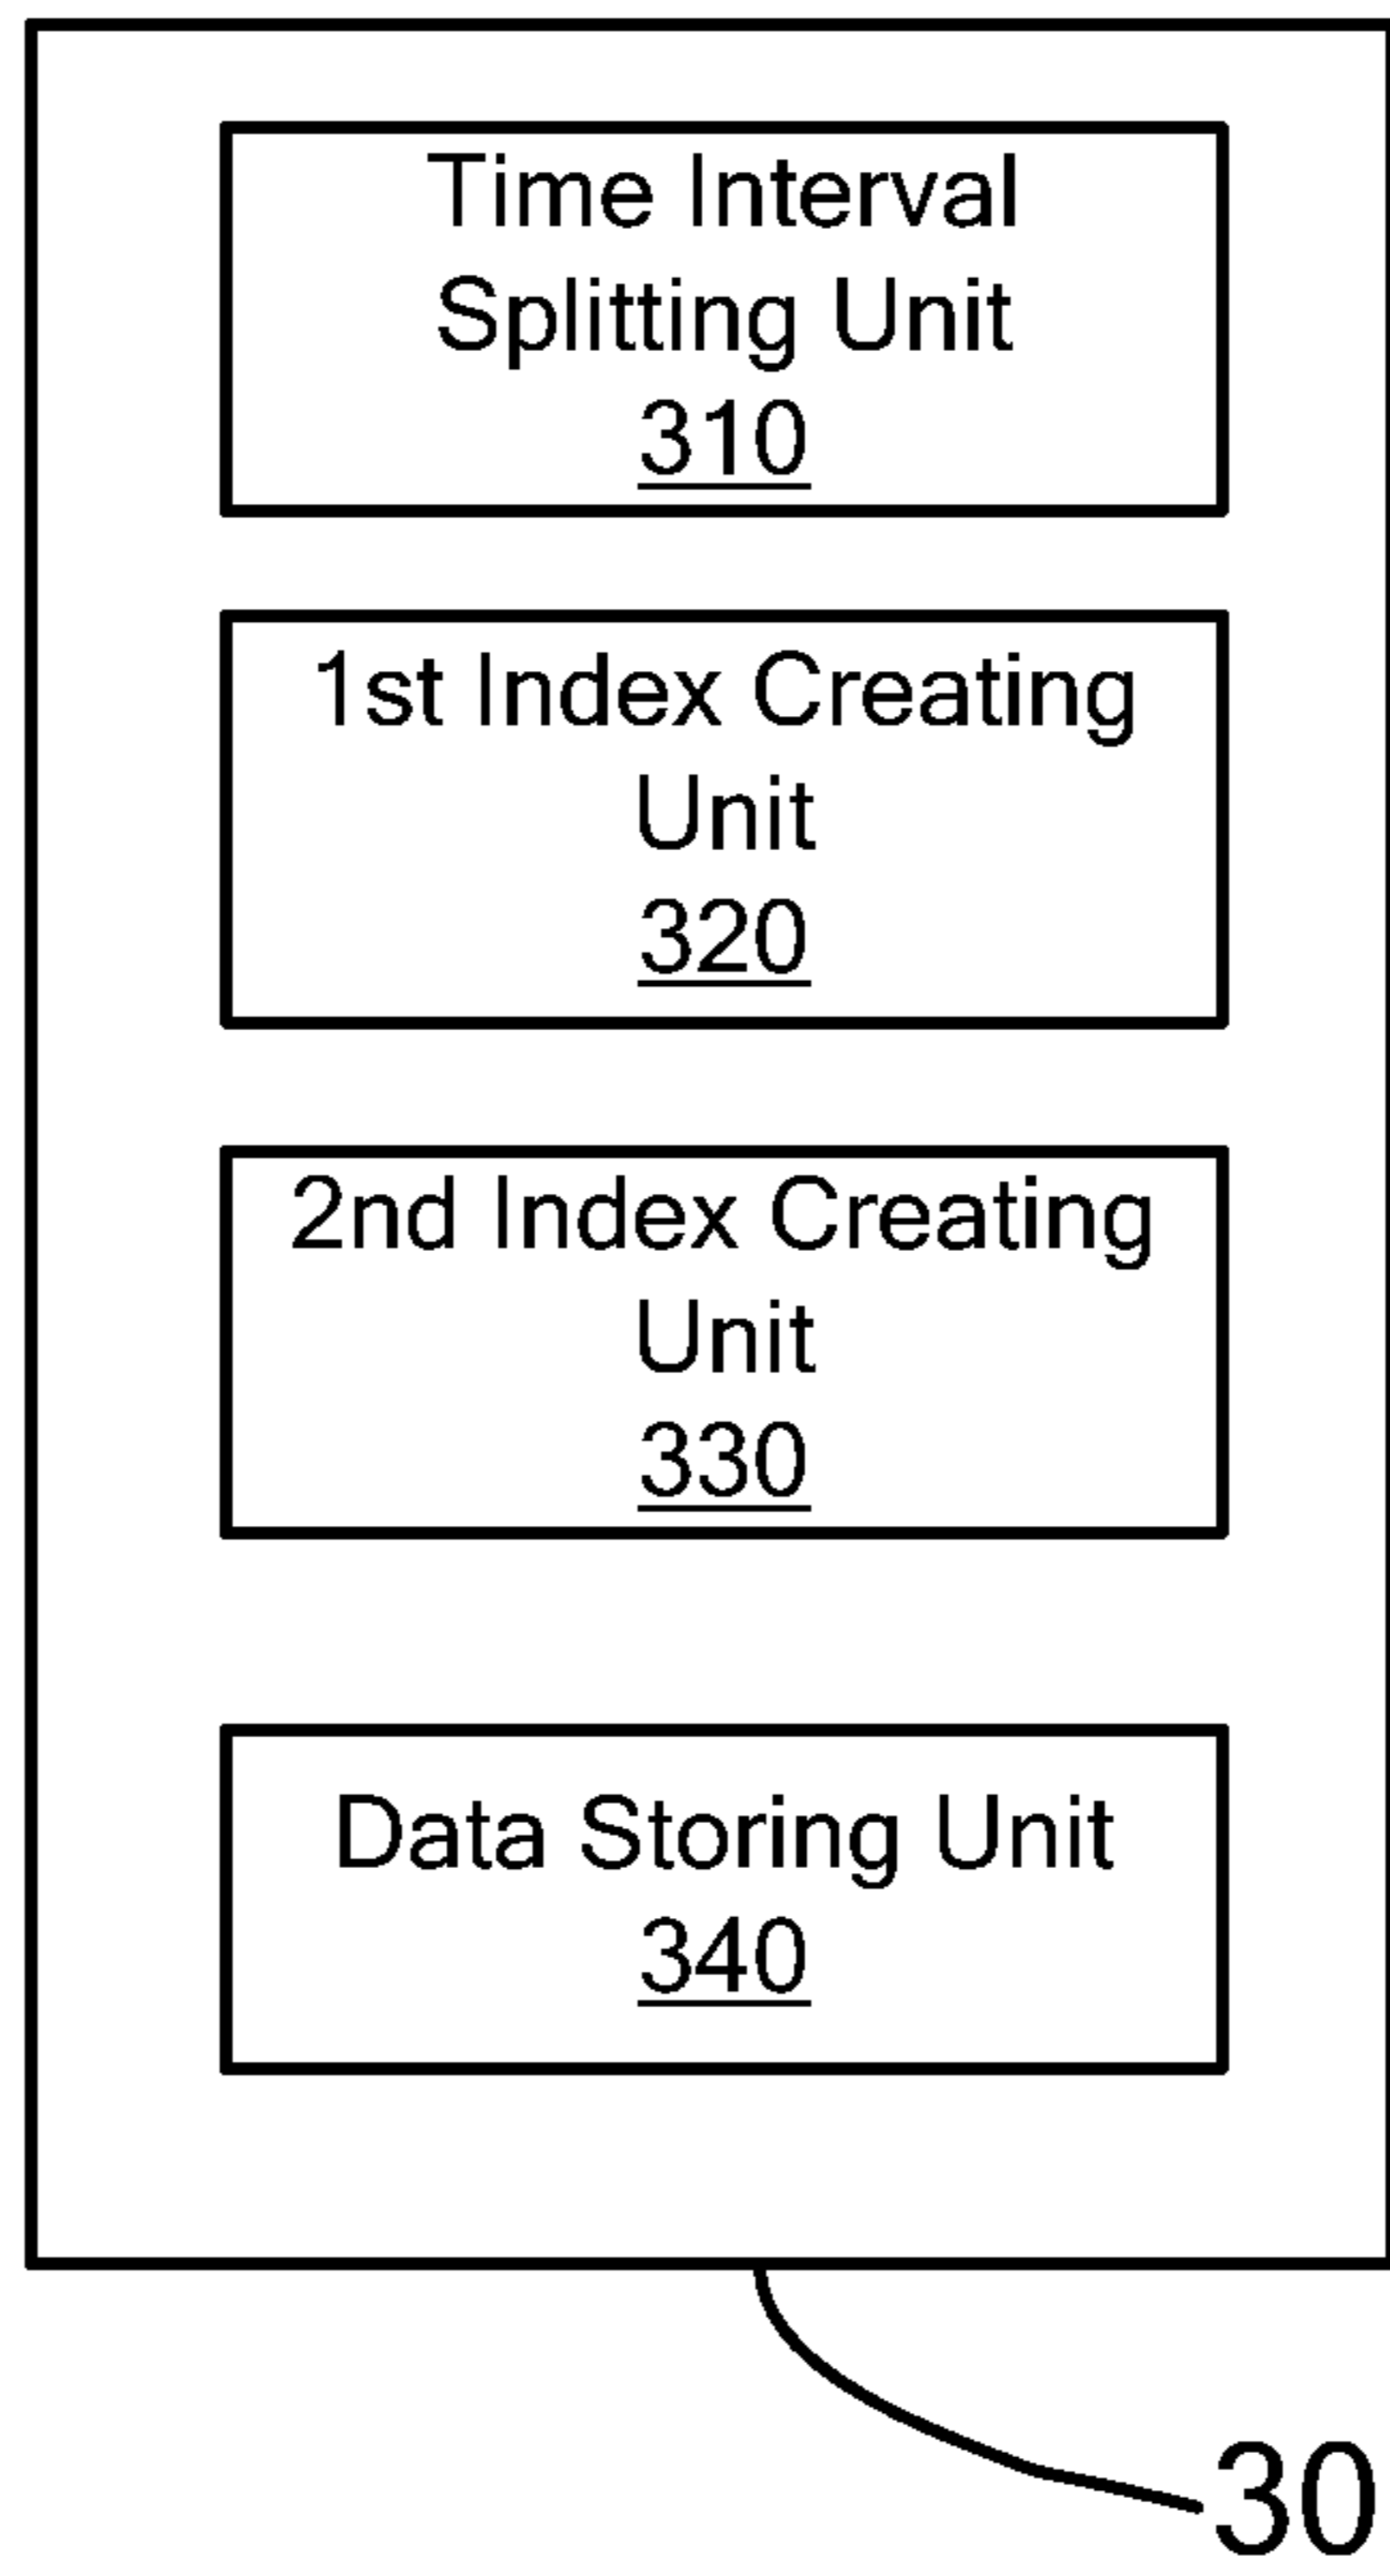 Time Interval
Splitting Unit
310
1st Index Creating
Unit
320
2nd Index Creating
Unit
330
Data Storing Unit
340
30